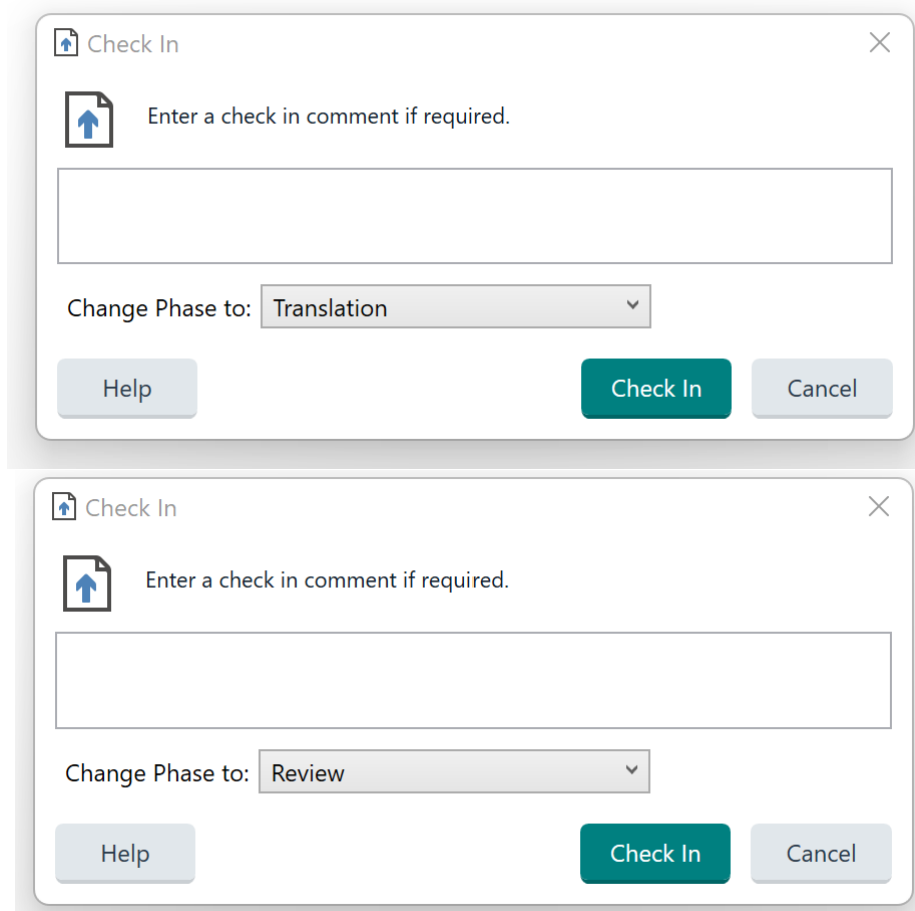 Check In
Enter a check in comment if required.
Change Phase to: Translation
Help Check In Cancel
Check In
Enter a check in comment if required.
Change Phase to: Review
Help Check In Cancel